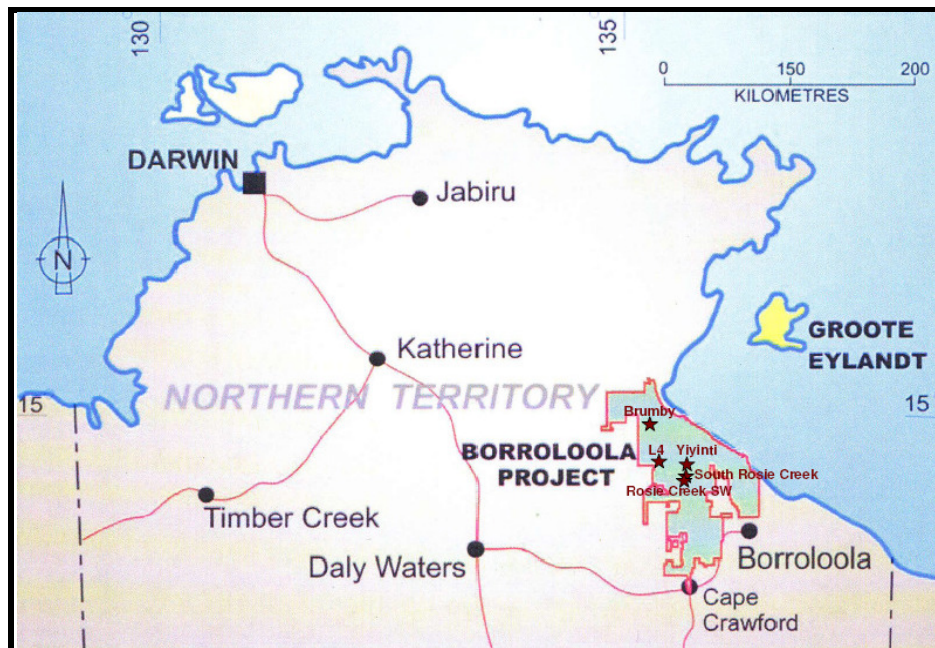 130
135
0 150 200
KILOMETRES
DARWIN
Jabiru
N
GROOTE
EYLANDT
Katherine
NORTHERN TERRITORY
15
15
Brumby
BORROLOOLA
PROJECT
L4
Yiyinti
South Rosie Creek
Rosie Creek SW
Timber Creek
Daly Waters
Borroloola
Cape
Crawford